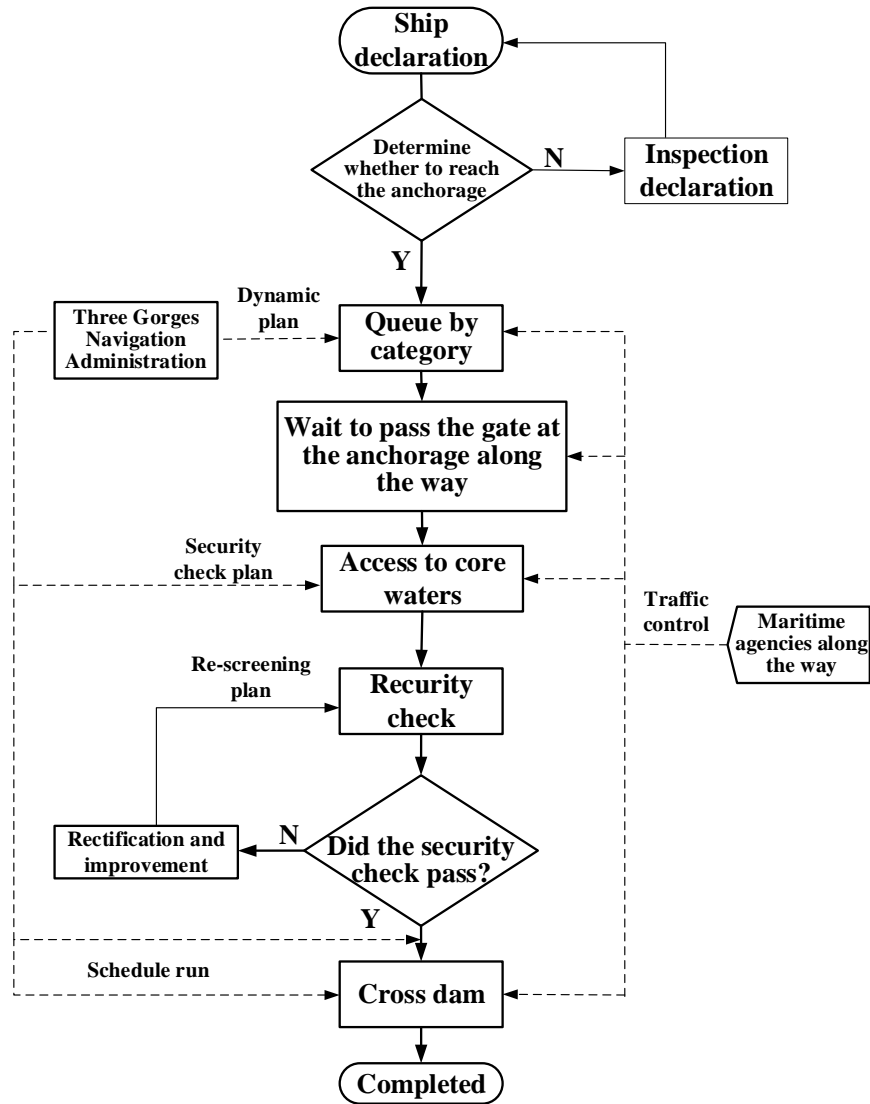 Ship
declaration
Determine
whether to reach
the anchorage
N
Inspection
declaration
Y
Three Gorges
Navigation
Administration
Dynamic
plan
Queue by
category
Wait to pass the gate at
the anchorage along
the way
Security
check plan
Access to core
waters
Traffic
control
Maritime
agencies along
the way
Re-screening
plan
Recurity
check
Rectification and
improvement
N
Did the security
check pass?
Y
Schedule run
Cross dam
Completed